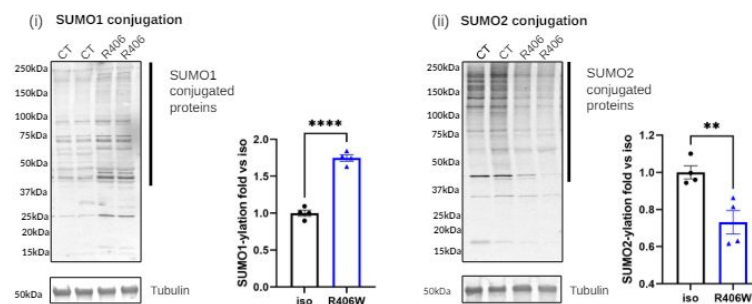 (i) SUMO1 conjugation
CT CT R406 R406
250kDa
150kDa
100kDa
75kDa
50kDa
37kDa
25kDa
20kDa
15kDa
SUMO1
conjugated
proteins
50kDa
Tubulin
SUMO1-ylation fold vs iso
****
2.0
1.5
1.0
0.5
0.0
iso R406W
(ii) SUMO2 conjugation
CT CT R406 R406
250kDa
150kDa
100kDa
75kDa
50kDa
37kDa
25kDa
20kDa
15kDa
SUMO2
conjugated
proteins
50kDa
Tubulin
SUMO2-ylation fold vs iso
**
1.2
1.0
0.8
0.6
0.4
iso R406W